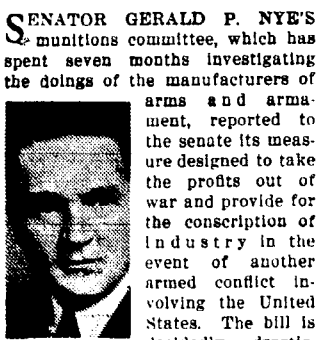 SENATOR GERALD P. NYE'S
munitions committee, which has
spent seven months investigating
the doings of the manufacturers of
arms and arma-
ment, reported to
the senate its meas-
ure designed to take
the profits out of
war and provide for
the conscription of
industry in the
event of another
armed conflict in-
volving the United
States. The bill is